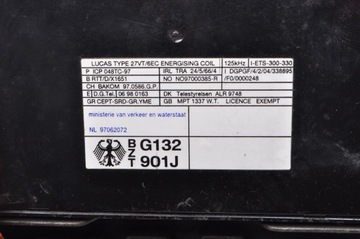 LUCAS TYPE 27VT/6EC ENERGISING COIL 125kHz I-ETS-300-330
P ICP 048TC-97 IRL TRA 24/5/66/4 I DGPGF/4/2/04/338895
B RTT/D/X1651 NO NO97000385-R /F0/0000248
CH BAKOM 97.0586.G.P.
E D.G.Tel 06 98 0163 DK Telestyrelsen ALR 9748
GR CEPT-SRD-GR.YME GB MPT 1337 W.T. LICENCE EXEMPT
ministerie van verkeer en waterstaat
NL 97062072
BZT G132
901J